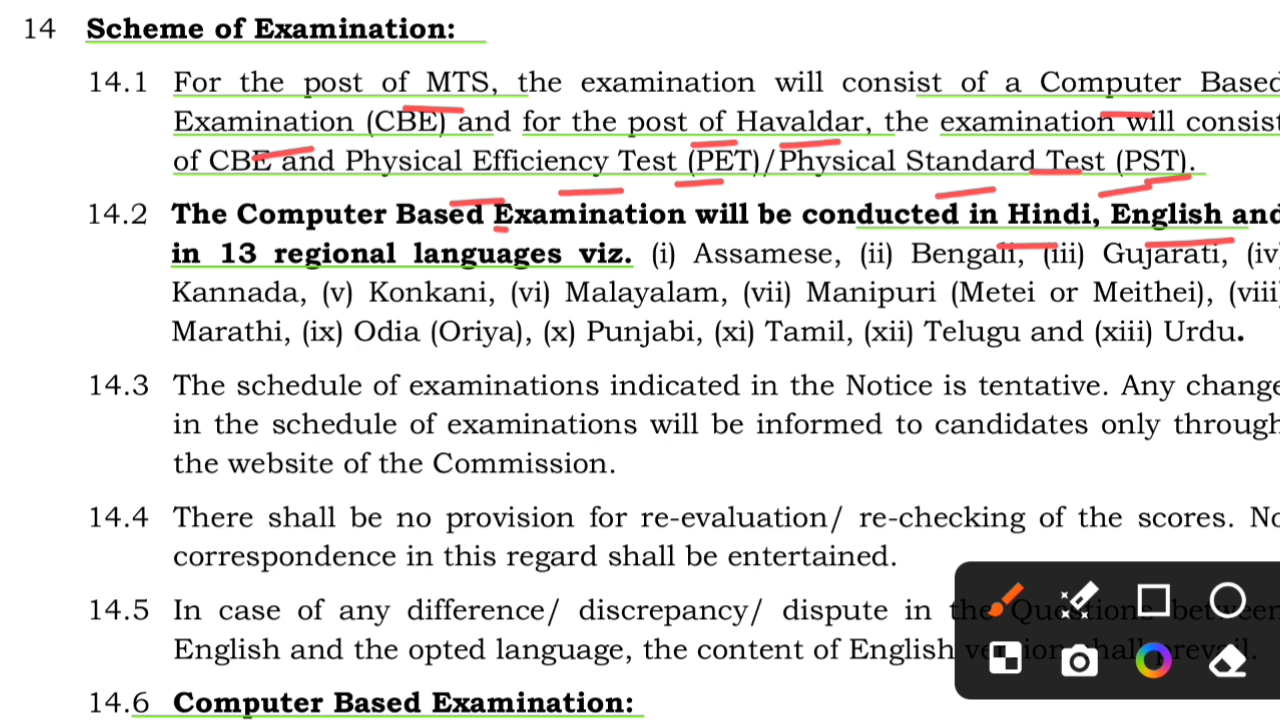 14 Scheme of Examination:
14.1 For the post of MTS, the examination will consist of a Computer Based
Examination (CBE) and for the post of Havaldar, the examination will consist
of CBE and Physical Efficiency Test (PET)/Physical Standard Test (PST).
14.2 The Computer Based Examination will be conducted in Hindi, English and
in 13 regional languages viz. (i) Assamese, (ii) Bengali, (iii) Gujarati, (iv)
Kannada, (v) Konkani, (vi) Malayalam, (vii) Manipuri (Metei or Meithei), (viii)
Marathi, (ix) Odia (Oriya), (x) Punjabi, (xi) Tamil, (xii) Telugu and (xiii) Urdu.
14.3 The schedule of examinations indicated in the Notice is tentative. Any change
in the schedule of examinations will be informed to candidates only through
the website of the Commission.
14.4 There shall be no provision for re-evaluation/ re-checking of the scores. No
correspondence in this regard shall be entertained.
14.5 In case of any difference/ discrepancy/ dispute in the Questions between
English and the opted language, the content of English version shall prevail.
14.6 Computer Based Examination: